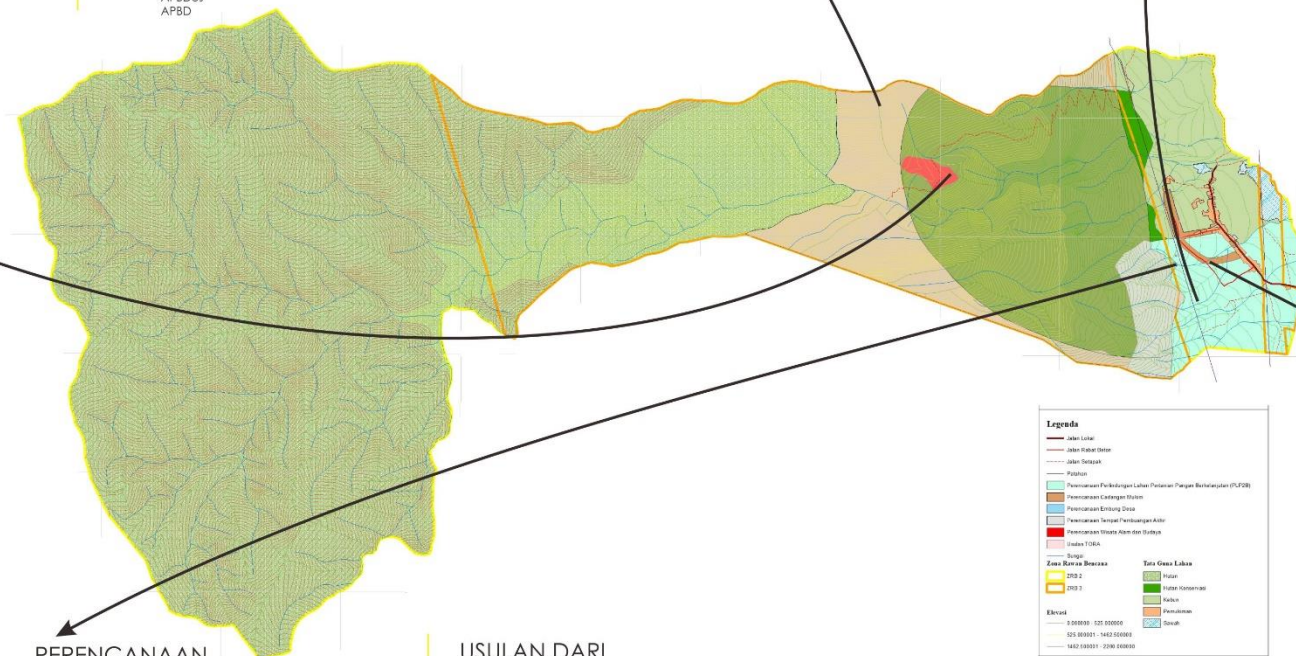 APBD
Legenda
Jalan Lokal
Jalan Rabat Beton
Jalan Setapak
Patahan
Perencanaan Perlindungan Lahan Pertanian Pangan Berkelanjutan (PLP2B)
Perencanaan Cadangan Mukim
Perencanaan Embung Desa
Perencanaan Tempat Pembuangan Akhir
Perencanaan Wisata Alam dan Budaya
Usulan TORA
Sungai
Zona Rawan Bencana
ZRB 2
ZRB 3
Elevasi
0.000000 - 525.000000
525.000001 - 1462.500000
1462.500001 - 2290.000000
Tata Guna Lahan
Hutan
Hutan Konservasi
Kebun
Pemukiman
Sawah
PERENCANAAN
USULAN DARI